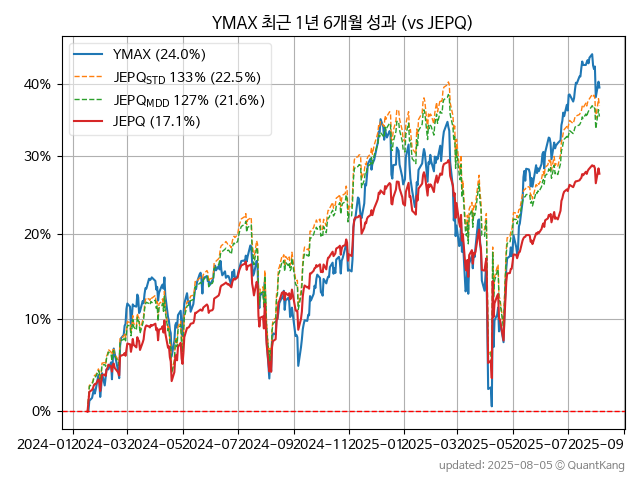 YMAX 최근 1년 6개월 성과 (vs JEPQ)
YMAX (24.0%)
JEPQSTD 133% (22.5%)
JEPQMDD 127% (21.6%)
JEPQ (17.1%)
40%
30%
20%
10%
0%
2024-01 2024-03 2024-05 2024-07 2024-09 2024-11 2025-01 2025-03 2025-05 2025-07 2025-09
updated: 2025-08-05 © QuantKang